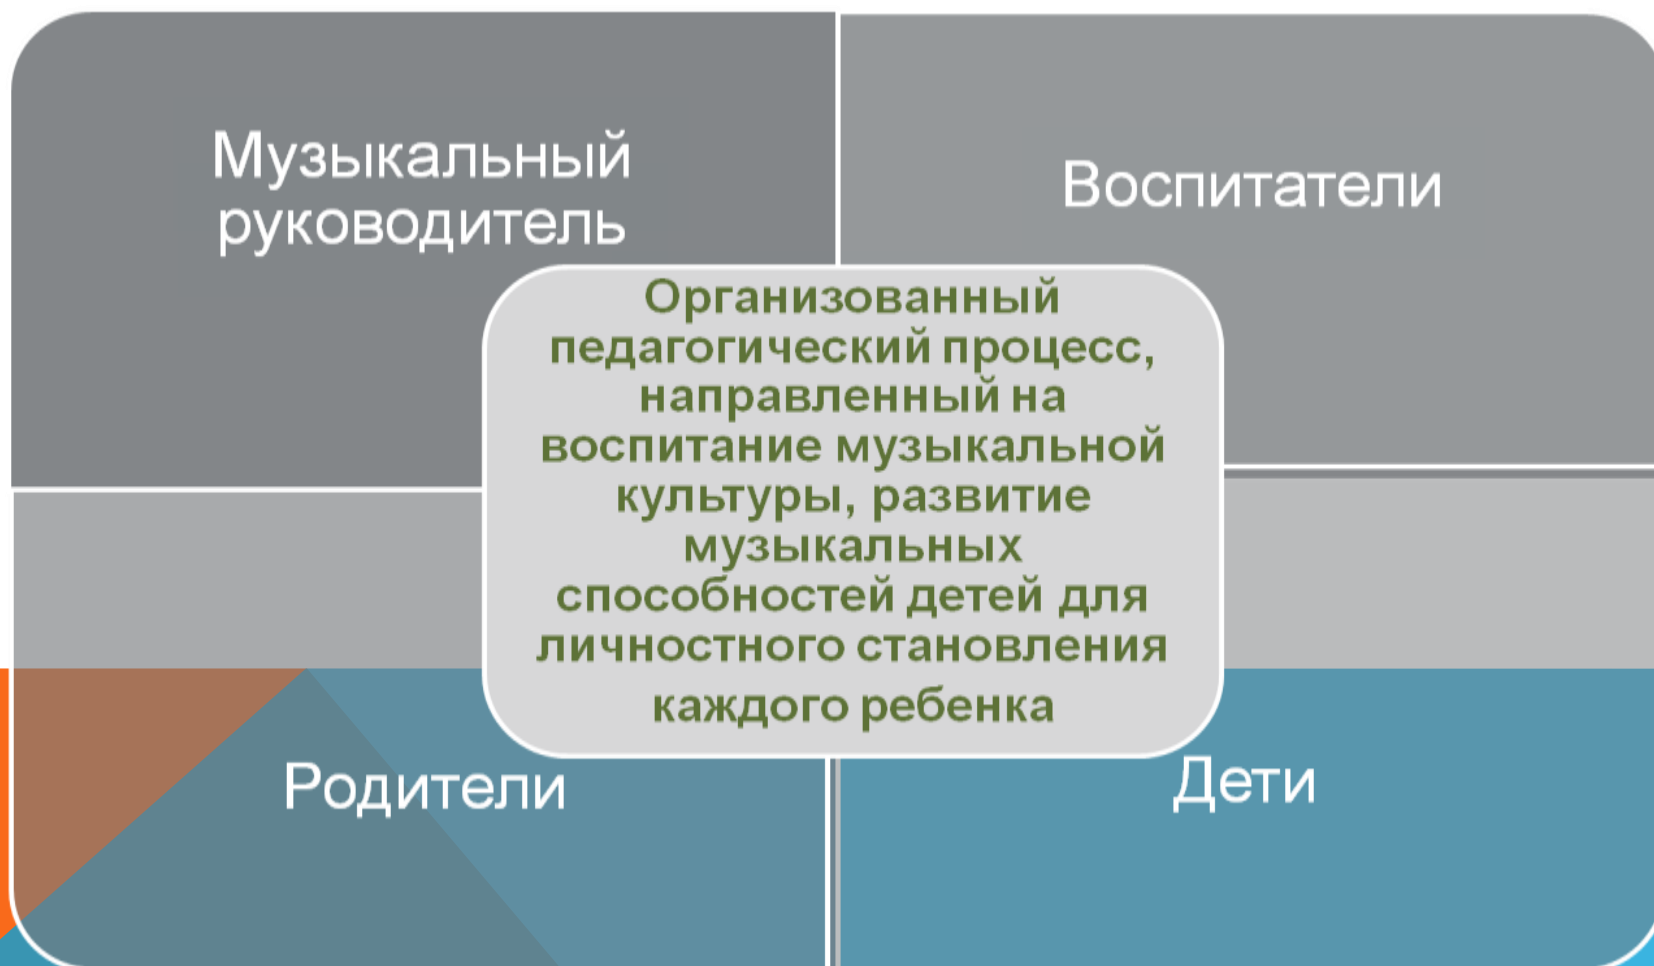 Музыкальный
руководитель
Воспитатели
Организованный
педагогический процесс,
направленный на
воспитание музыкальной
культуры, развитие
музыкальных
способностей детей для
личностного становления
каждого ребенка
Родители
Дети